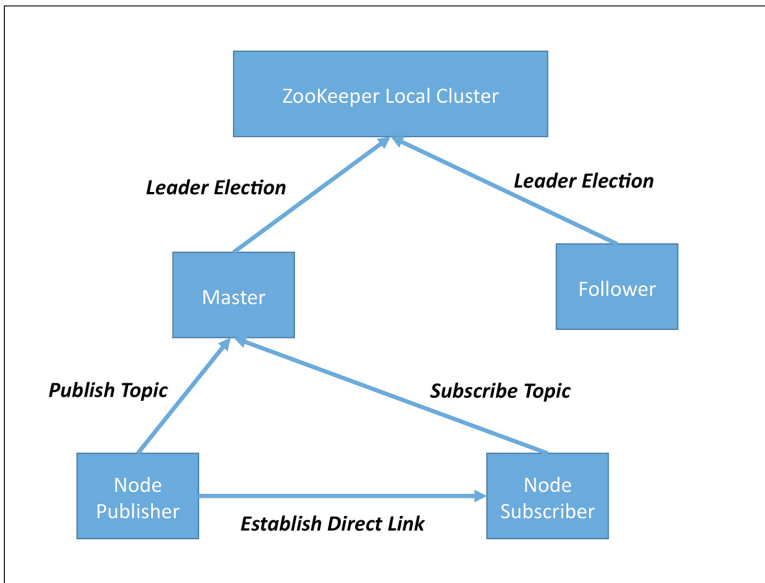 ZooKeeper Local Cluster
Leader Election
Leader Election
Master
Follower
Publish Topic
Subscribe Topic
Node
Publisher
Node
Subscriber
Establish Direct Link